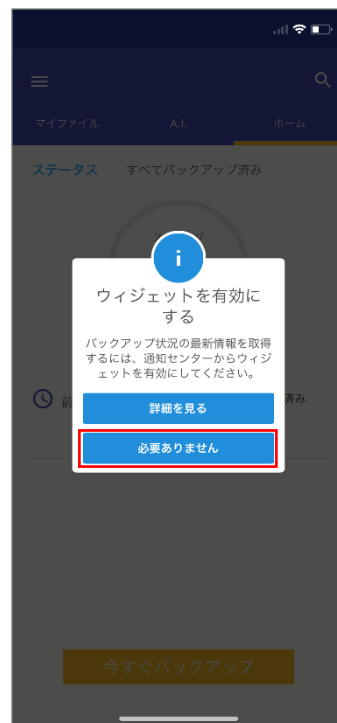 マイファイル A.I. ホーム
ステータス すべてバックアップ済み
i
ウィジェットを有効に
する
バックアップ状況の最新情報を取得
するには、通知センターからウィジ
ェットを有効にしてください。
前
済み
詳細を見る
必要ありません
今すぐバックアップ